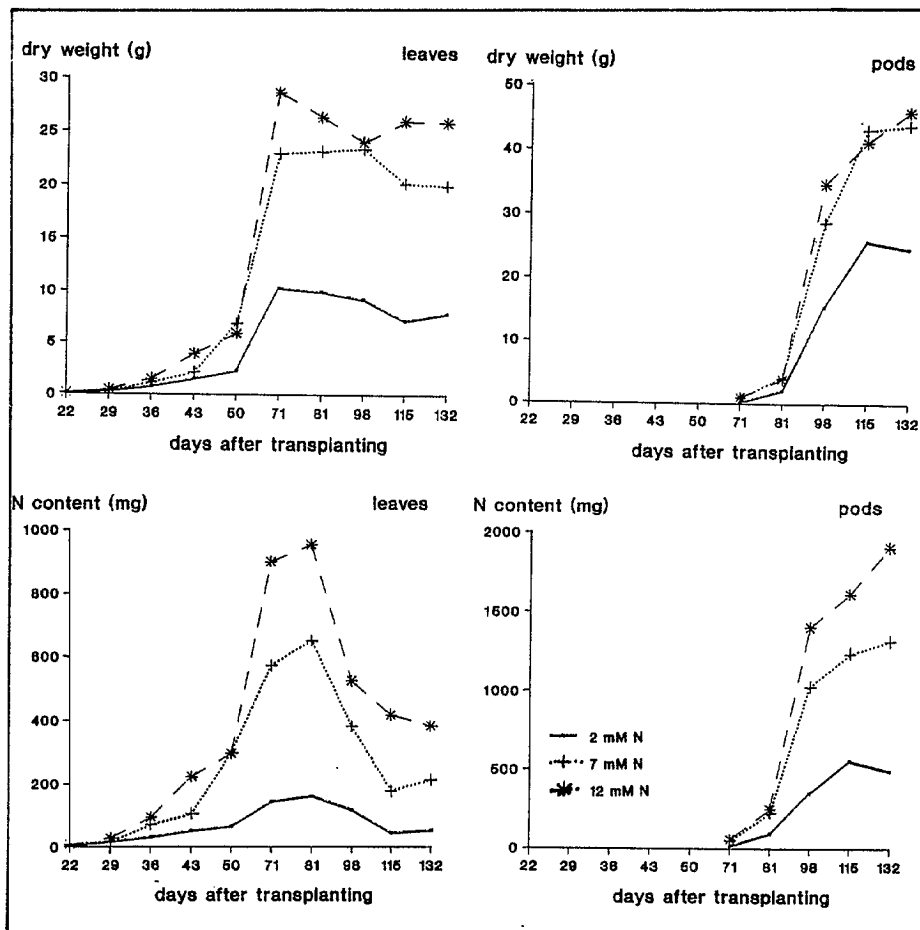 dry weight (g) leaves
30
25
20
15
10
5
0
22 29 36 43 60 71 81 98 115 132
days after transplanting
dry weight (g) pods
50
40
30
20
10
0
22 29 36 43 60 71 81 98 115 132
days after transplanting
N content (mg) leaves
1000
800
600
400
200
0
22 29 36 43 60 71 81 98 115 132
days after transplanting
N content (mg) pods
2000
1500
1000
500
0
2 mM N
7 mM N
12 mM N
22 29 36 43 60 71 81 98 115 132
days after transplanting